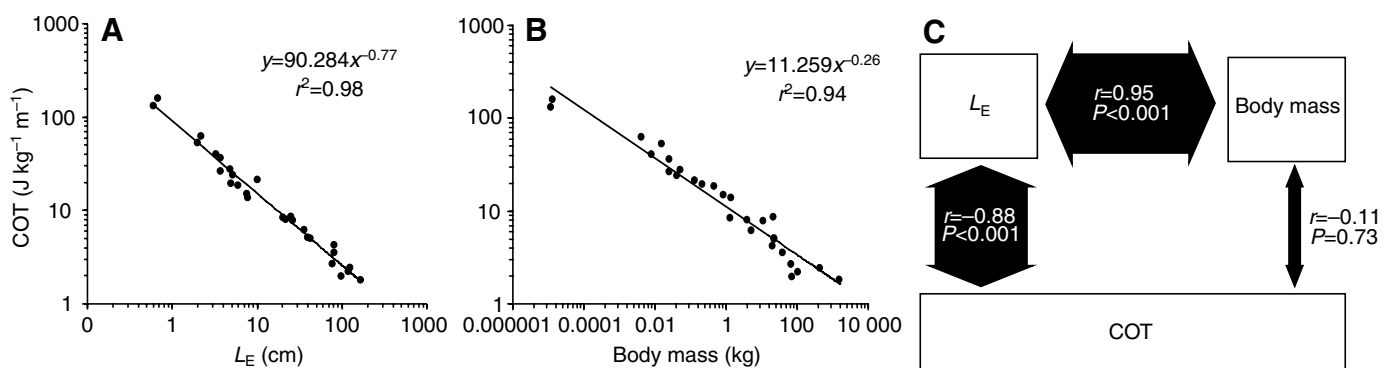 A
y=90.284x^–0.77
r²=0.98
COT (J kg⁻¹ m⁻¹)
1000
100
10
1
0
1
10
100
1000
L_E (cm)
B
y=11.259x^–0.26
r²=0.94
1000
100
10
1
0.000001
0.0001
0.01
1
100
10 000
Body mass (kg)
C
L_E
r=0.95
P<0.001
Body mass
r=–0.88
P<0.001
r=–0.11
P=0.73
COT